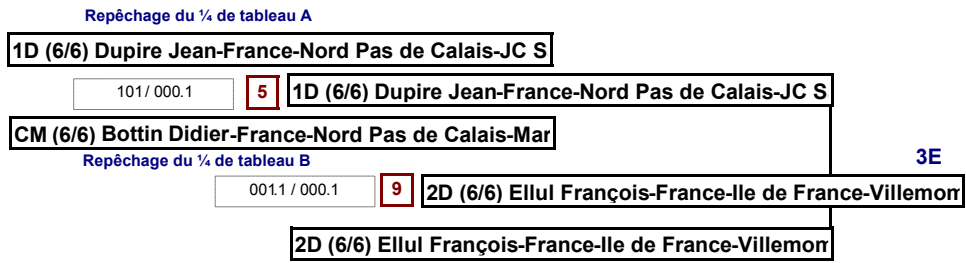 Repêchage du ¼ de tableau A
1D (6/6) Dupire Jean-France-Nord Pas de Calais-JC S
101 / 000.1 5 1D (6/6) Dupire Jean-France-Nord Pas de Calais-JC S
CM (6/6) Bottin Didier-France-Nord Pas de Calais-Mar
Repêchage du ¼ de tableau B
3E
001.1 / 000.1 9 2D (6/6) Ellul François-France-Ile de France-Villemom
2D (6/6) Ellul François-France-Ile de France-Villemom